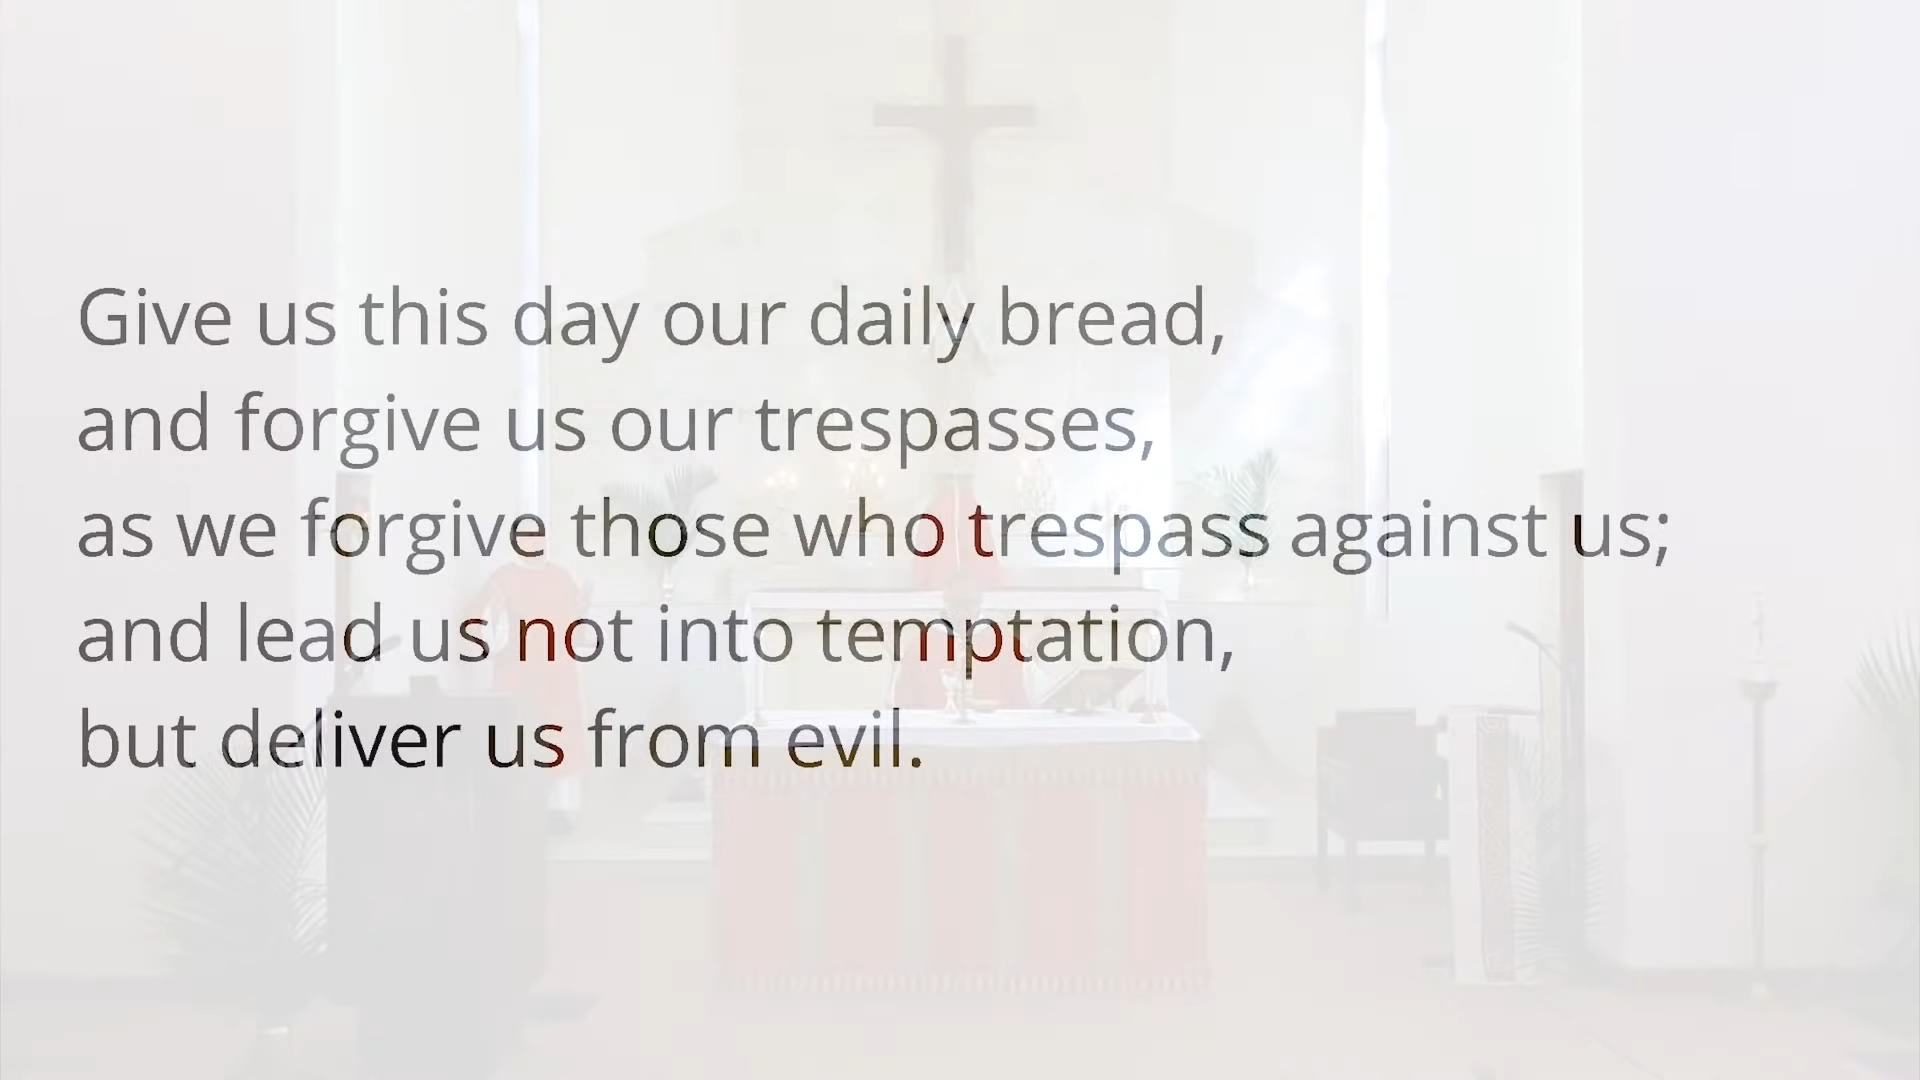 Give us this day our daily bread,
and forgive us our trespasses,
as we forgive those who trespass against us;
and lead us not into temptation,
but deliver us from evil.